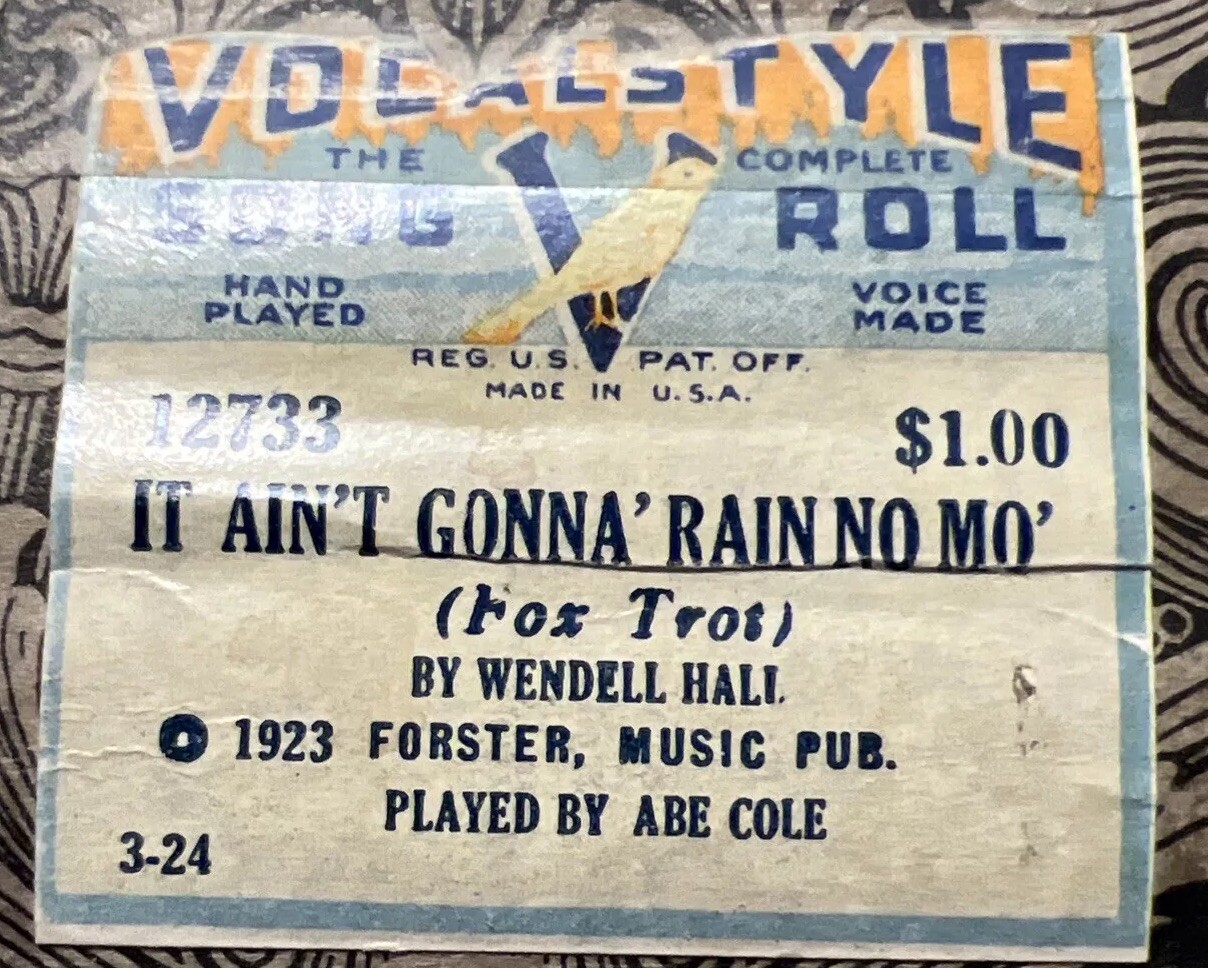 VOCALSTYLE
THE V COMPLETE
SONG ROLL
HAND PLAYED VOICE MADE
REG. U.S. PAT. OFF.
MADE IN U.S.A.
12733 $1.00
IT AIN'T GONNA' RAIN NO MO'
(Fox Trot)
BY WENDELL HALL
© 1923 FORSTER, MUSIC PUB.
PLAYED BY ABE COLE
3-24